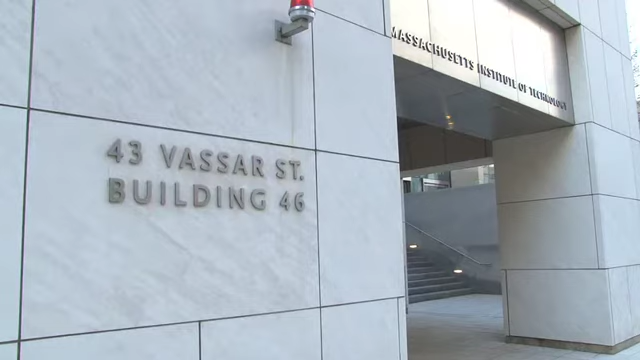 MASSACHUSETTS INSTITUTE OF TECHNOLOGY
43 VASSAR ST.
BUILDING 46